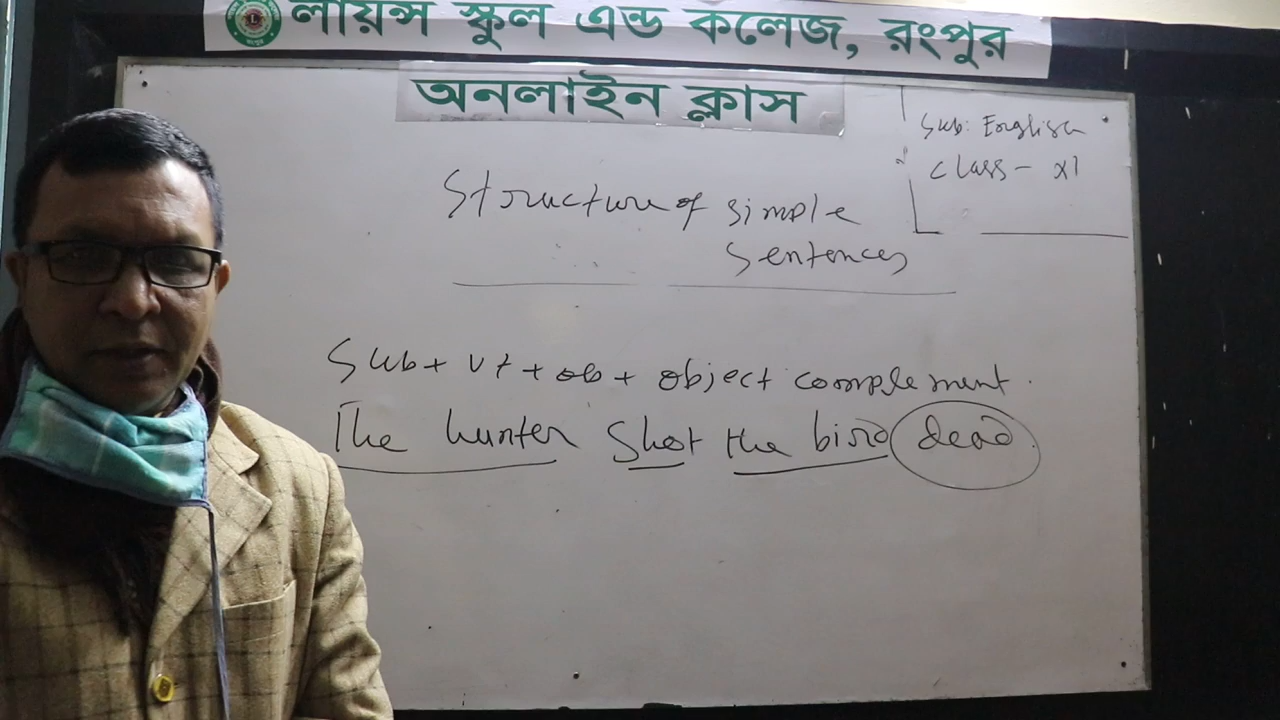 লায়ন্স স্কুল এন্ড কলেজ, রংপুর
অনলাইন ক্লাস
Sub: English
Class - XI
Structure of simple
sentences
Sub + vt + ob + object complement.
The hunter shot the bird dead.